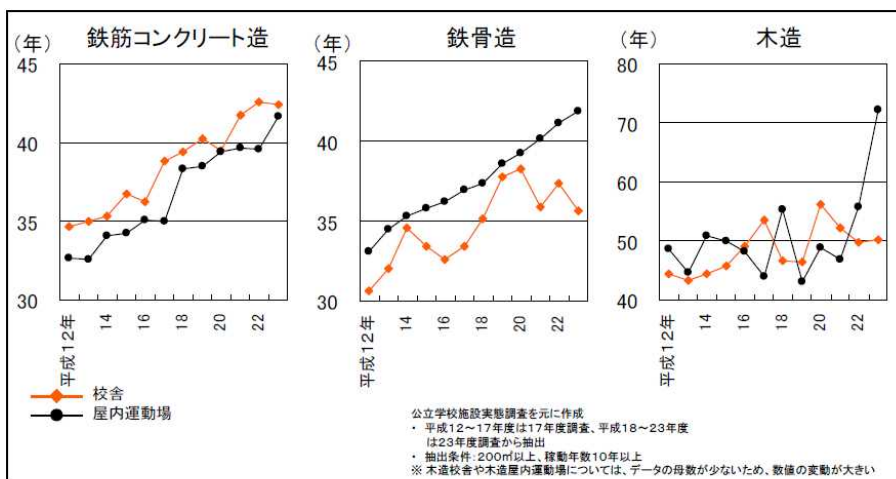 鉄筋コンクリート造
（年）
45
40
35
30
平成12年
14
16
18
20
22
鉄骨造
（年）
45
40
35
30
平成12年
14
16
18
20
22
木造
（年）
80
70
60
50
40
平成12年
14
16
18
20
22
校舎
屋内運動場
公立学校施設実態調査を元に作成
・ 平成12～17年度は17年度調査、平成18～23年度
は23年度調査から抽出
・ 抽出条件：200㎡以上、稼動年数10年以上
※ 木造校舎や木造屋内運動場については、データの母数が少ないため、数値の変動が大きい